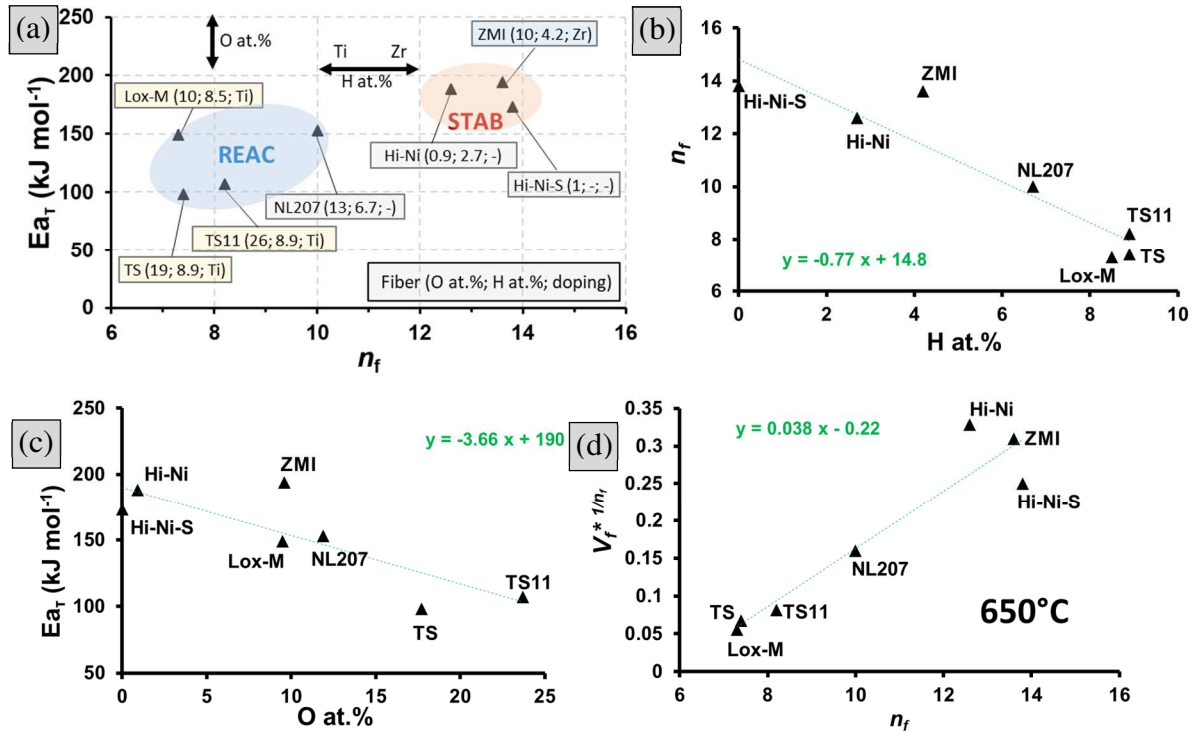 (a)
Ea_T (kJ mol⁻¹)
250
200
150
100
50
0
O at.%
Ti Zr
H at.%
ZMI (10; 4.2; Zr)
Lox-M (10; 8.5; Ti)
REAC
STAB
Hi-Ni (0.9; 2.7; -)
Hi-Ni-S (1; -; -)
NL207 (13; 6.7; -)
TS11 (26; 8.9; Ti)
TS (19; 8.9; Ti)
Fiber (O at.%; H at.%; doping)
6 8 10 12 14 16
n_f
(b)
n_f
16
14
12
10
8
6
ZMI
Hi-Ni-S
Hi-Ni
NL207
TS11
TS
Lox-M
y = -0.77 x + 14.8
0 2 4 6 8 10
H at.%
(c)
Ea_T (kJ mol⁻¹)
250
200
150
100
50
y = -3.66 x + 190
Hi-Ni
ZMI
Hi-Ni-S
Lox-M
NL207
TS11
TS
0 5 10 15 20 25
O at.%
(d)
V_f* ^1/n_f
0.35
0.3
0.25
0.2
0.15
0.1
0.05
0
y = 0.038 x - 0.22
Hi-Ni
ZMI
Hi-Ni-S
NL207
TS
TS11
Lox-M
650°C
6 8 10 12 14 16
n_f